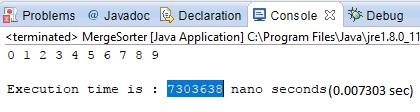 Problems @ Javadoc Declaration Console Debug
<terminated> MergeSorter [Java Application] C:\Program Files\Java\jre1.8.0_11
0 1 2 3 4 5 6 7 8 9
Execution time is : 7303638 nano seconds(0.007303 sec)